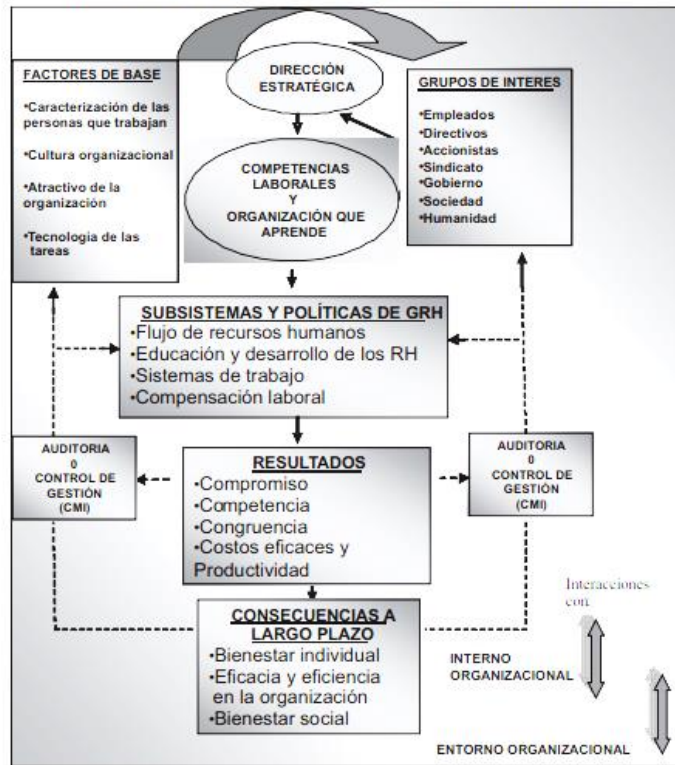 FACTORES DE BASE
•Caracterización de las
personas que trabajan
•Cultura organizacional
•Atractivo de la
organización
•Tecnología de las
tareas
DIRECCIÓN
ESTRATÉGICA
GRUPOS DE INTERES
•Empleados
•Directivos
•Accionistas
•Sindicato
•Gobierno
•Sociedad
•Humanidad
COMPETENCIAS
LABORALES
Y
ORGANIZACIÓN QUE
APRENDE
SUBSISTEMAS Y POLÍTICAS DE GRH
•Flujo de recursos humanos
•Educación y desarrollo de los RH
•Sistemas de trabajo
•Compensación laboral
AUDITORIA
0
CONTROL DE
GESTIÓN
(CMI)
RESULTADOS
•Compromiso
•Competencia
•Congruencia
•Costos eficaces y
Productividad
AUDITORIA
0
CONTROL DE
GESTIÓN
(CMI)
CONSECUENCIAS A
LARGO PLAZO
•Bienestar individual
•Eficacia y eficiencia
en la organización
•Bienestar social
Interacciones
con
INTERNO
ORGANIZACIONAL
ENTORNO ORGANIZACIONAL